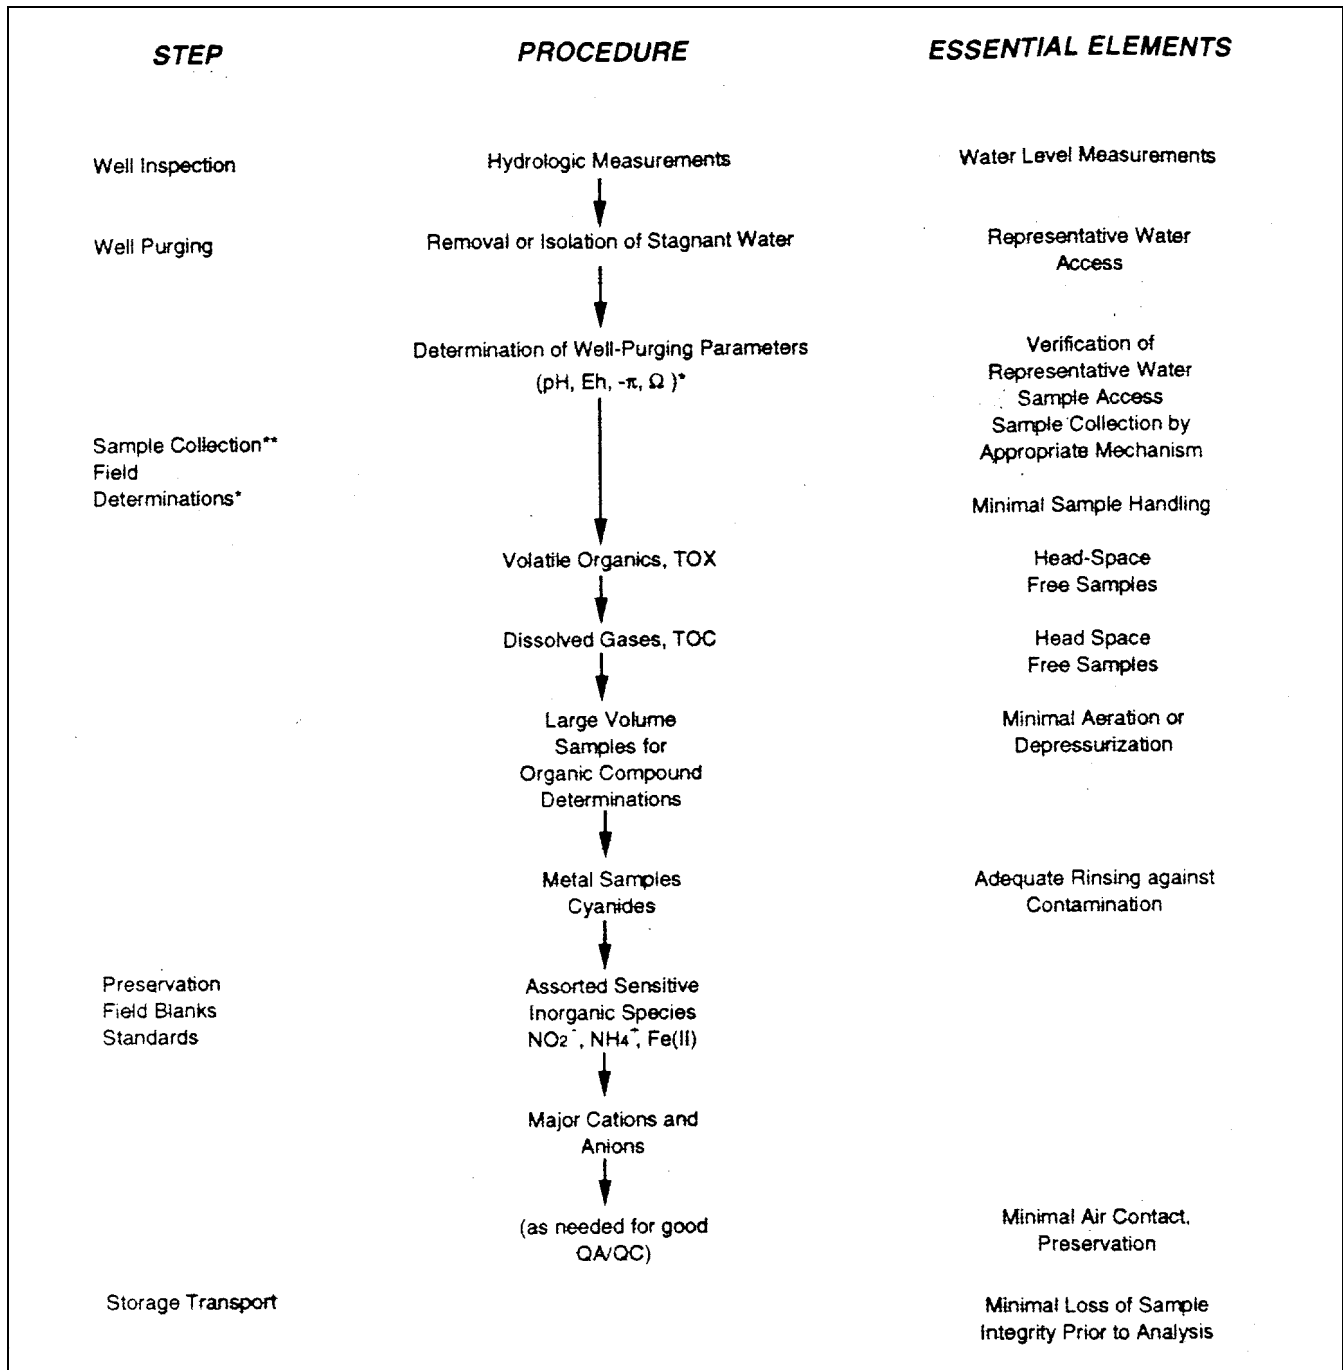 STEP
PROCEDURE
ESSENTIAL ELEMENTS
Well Inspection
Hydrologic Measurements
Water Level Measurements
Well Purging
Removal or Isolation of Stagnant Water
Representative Water
Access
Determination of Well-Purging Parameters
(pH, Eh, -π, Ω )*
Verification of
Representative Water
Sample Access
Sample Collection by
Appropriate Mechanism
Sample Collection**
Field
Determinations*
Minimal Sample Handling
Volatile Organics, TOX
Head-Space
Free Samples
Dissolved Gases, TOC
Head Space
Free Samples
Large Volume
Samples for
Organic Compound
Determinations
Minimal Aeration or
Depressurization
Metal Samples
Cyanides
Adequate Rinsing against
Contamination
Preservation
Field Blanks
Standards
Assorted Sensitive
Inorganic Species
NO2⁻, NH4⁺, Fe(II)
Major Cations and
Anions
(as needed for good
QA/QC)
Minimal Air Contact,
Preservation
Storage Transport
Minimal Loss of Sample
Integrity Prior to Analysis